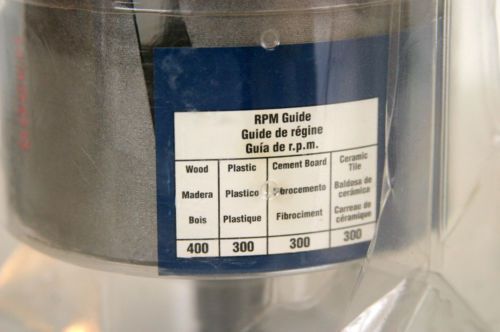 RPM Guide
Guide de régine
Guía de r.p.m.
Wood Plastic Cement Board Ceramic Tile
Madera Plastico Fibrocemento Baldosa de cerámica
Bois Plastique Fibrociment Carreau de céramique
400 300 300 300